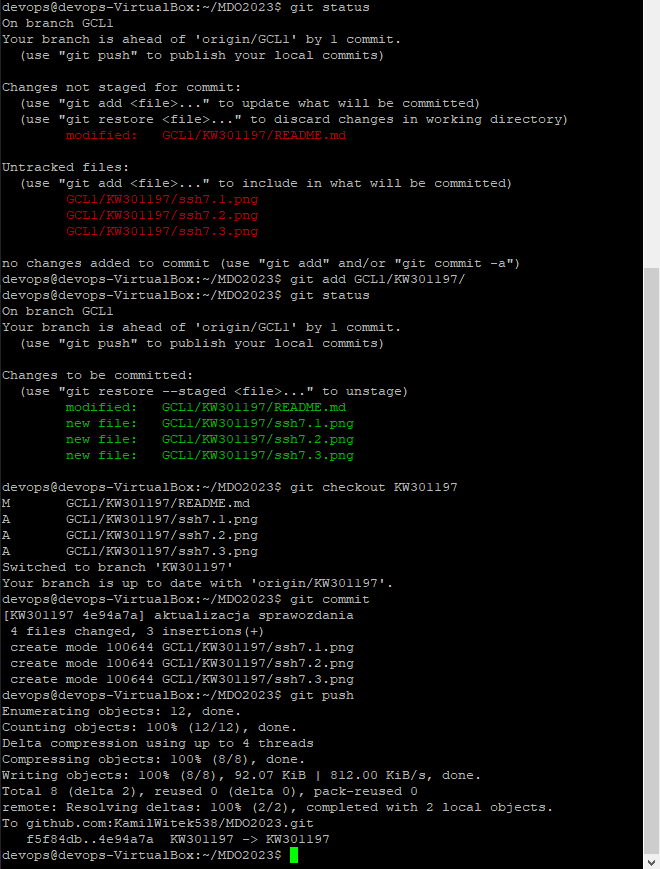 devops@devops-VirtualBox:~/MDO2023$ git status
On branch GCL1
Your branch is ahead of 'origin/GCL1' by 1 commit.
  (use "git push" to publish your local commits)

Changes not staged for commit:
  (use "git add <file>..." to update what will be committed)
  (use "git restore <file>..." to discard changes in working directory)
        modified:   GCL1/KW301197/README.md

Untracked files:
  (use "git add <file>..." to include in what will be committed)
        GCL1/KW301197/ssh7.1.png
        GCL1/KW301197/ssh7.2.png
        GCL1/KW301197/ssh7.3.png

no changes added to commit (use "git add" and/or "git commit -a")
devops@devops-VirtualBox:~/MDO2023$ git add GCL1/KW301197/
devops@devops-VirtualBox:~/MDO2023$ git status
On branch GCL1
Your branch is ahead of 'origin/GCL1' by 1 commit.
  (use "git push" to publish your local commits)

Changes to be committed:
  (use "git restore --staged <file>..." to unstage)
        modified:   GCL1/KW301197/README.md
        new file:   GCL1/KW301197/ssh7.1.png
        new file:   GCL1/KW301197/ssh7.2.png
        new file:   GCL1/KW301197/ssh7.3.png

devops@devops-VirtualBox:~/MDO2023$ git checkout KW301197
M       GCL1/KW301197/README.md
A       GCL1/KW301197/ssh7.1.png
A       GCL1/KW301197/ssh7.2.png
A       GCL1/KW301197/ssh7.3.png
Switched to branch 'KW301197'
Your branch is up to date with 'origin/KW301197'.
devops@devops-VirtualBox:~/MDO2023$ git commit
[KW301197 4e94a7a] aktualizacja sprawozdania
 4 files changed, 3 insertions(+)
 create mode 100644 GCL1/KW301197/ssh7.1.png
 create mode 100644 GCL1/KW301197/ssh7.2.png
 create mode 100644 GCL1/KW301197/ssh7.3.png
devops@devops-VirtualBox:~/MDO2023$ git push
Enumerating objects: 12, done.
Counting objects: 100% (12/12), done.
Delta compression using up to 4 threads
Compressing objects: 100% (8/8), done.
Writing objects: 100% (8/8), 92.07 KiB | 812.00 KiB/s, done.
Total 8 (delta 2), reused 0 (delta 0), pack-reused 0
remote: Resolving deltas: 100% (2/2), completed with 2 local objects.
To github.com:KamilWitek538/MDO2023.git
   f5f84db..4e94a7a  KW301197 -> KW301197
devops@devops-VirtualBox:~/MDO2023$